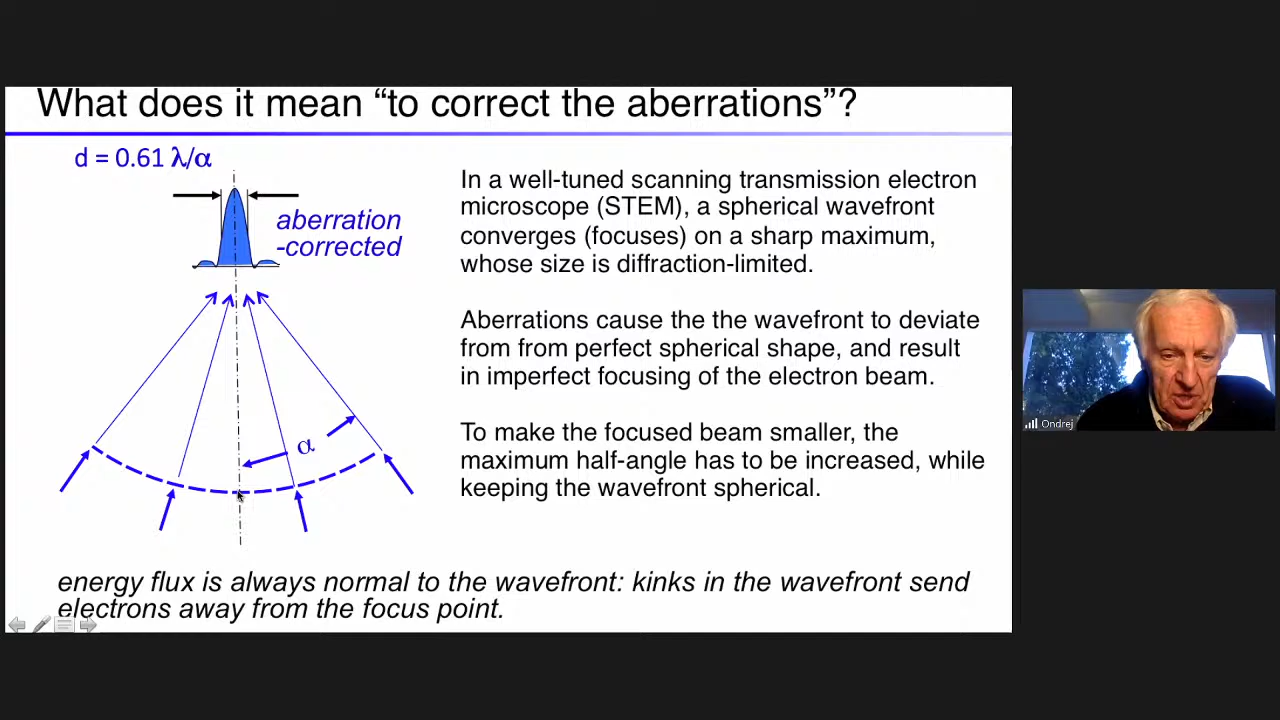 What does it mean “to correct the aberrations”?
d = 0.61 λ/α
aberration
-corrected
α
In a well-tuned scanning transmission electron
microscope (STEM), a spherical wavefront
converges (focuses) on a sharp maximum,
whose size is diffraction-limited.
Aberrations cause the the wavefront to deviate
from from perfect spherical shape, and result
in imperfect focusing of the electron beam.
To make the focused beam smaller, the
maximum half-angle has to be increased, while
keeping the wavefront spherical.
energy flux is always normal to the wavefront: kinks in the wavefront send
electrons away from the focus point.
Ondrej